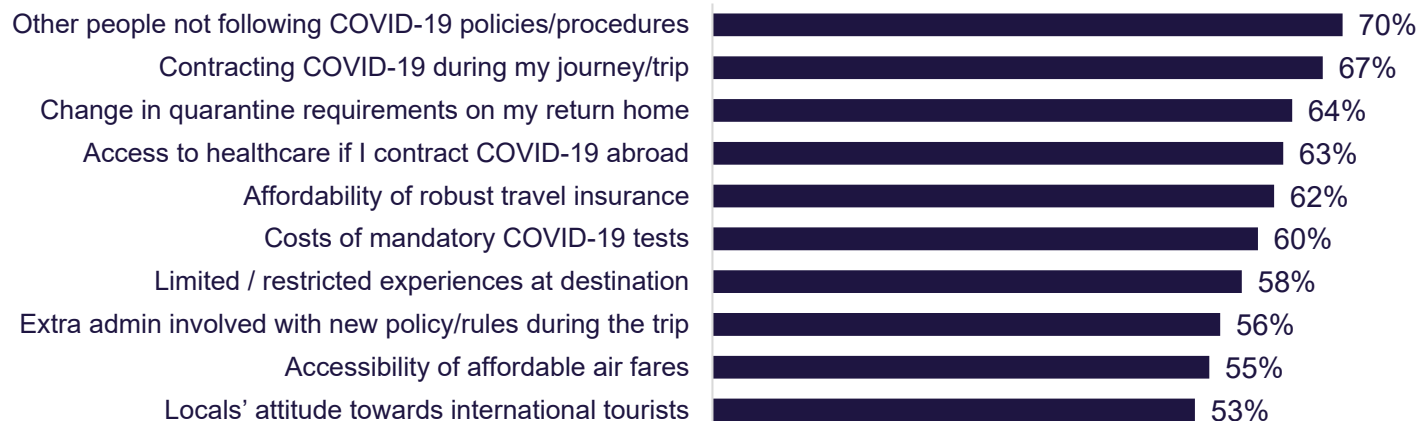 Other people not following COVID-19 policies/procedures 70%
Contracting COVID-19 during my journey/trip 67%
Change in quarantine requirements on my return home 64%
Access to healthcare if I contract COVID-19 abroad 63%
Affordability of robust travel insurance 62%
Costs of mandatory COVID-19 tests 60%
Limited / restricted experiences at destination 58%
Extra admin involved with new policy/rules during the trip 56%
Accessibility of affordable air fares 55%
Locals’ attitude towards international tourists 53%